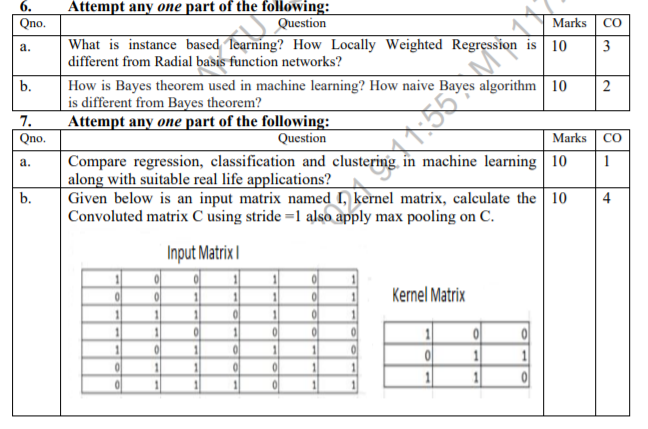 6. Attempt any one part of the following:
Qno. Question Marks CO
a. What is instance based learning? How Locally Weighted Regression is 10 3
different from Radial basis function networks?
b. How is Bayes theorem used in machine learning? How naive Bayes algorithm 10 2
is different from Bayes theorem?
7. Attempt any one part of the following:
Qno. Question Marks CO
a. Compare regression, classification and clustering in machine learning 10 1
along with suitable real life applications?
b. Given below is an input matrix named I, kernel matrix, calculate the 10 4
Convoluted matrix C using stride =1 also apply max pooling on C.
Input Matrix I
1 0 0 1 1 0 1
0 0 1 1 1 0 1
1 1 1 0 1 0 1
1 1 0 1 0 0 0
1 0 1 0 1 1 0
0 1 1 0 0 1 1
0 1 1 1 0 1 1
Kernel Matrix
1 0 0
0 1 1
1 1 0